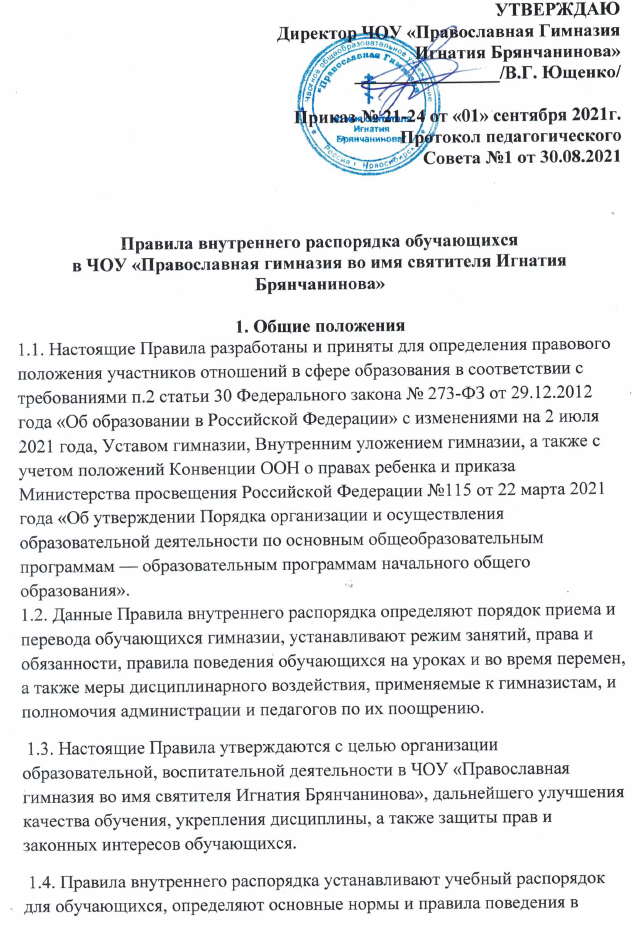 УТВЕРЖДАЮ
Директор ЧОУ «Православная Гимназия
Игнатия Брянчанинова»
/В.Г. Ющенко/
Частное общеобразовательное учреждение
"Православная Гимназия
Игнатия
Брянчанинова"
Россия г. Новосибирск
Приказ № 21-24 от «01» сентября 2021г.
Протокол педагогического
Совета №1 от 30.08.2021
Правила внутреннего распорядка обучающихся
в ЧОУ «Православная гимназия во имя святителя Игнатия
Брянчанинова»
1. Общие положения
1.1. Настоящие Правила разработаны и приняты для определения правового
положения участников отношений в сфере образования в соответствии с
требованиями п.2 статьи 30 Федерального закона № 273-ФЗ от 29.12.2012
года «Об образовании в Российской Федерации» с изменениями на 2 июля
2021 года, Уставом гимназии, Внутренним уложением гимназии, а также с
учетом положений Конвенции ООН о правах ребенка и приказа
Министерства просвещения Российской Федерации №115 от 22 марта 2021
года «Об утверждении Порядка организации и осуществления
образовательной деятельности по основным общеобразовательным
программам — образовательным программам начального общего
образования».
1.2. Данные Правила внутреннего распорядка определяют порядок приема и
перевода обучающихся гимназии, устанавливают режим занятий, права и
обязанности, правила поведения обучающихся на уроках и во время перемен,
а также меры дисциплинарного воздействия, применяемые к гимназистам, и
полномочия администрации и педагогов по их поощрению.
1.3. Настоящие Правила утверждаются с целью организации
образовательной, воспитательной деятельности в ЧОУ «Православная
гимназия во имя святителя Игнатия Брянчанинова», дальнейшего улучшения
качества обучения, укрепления дисциплины, а также защиты прав и
законных интересов обучающихся.
1.4. Правила внутреннего распорядка устанавливают учебный распорядок
для обучающихся, определяют основные нормы и правила поведения в